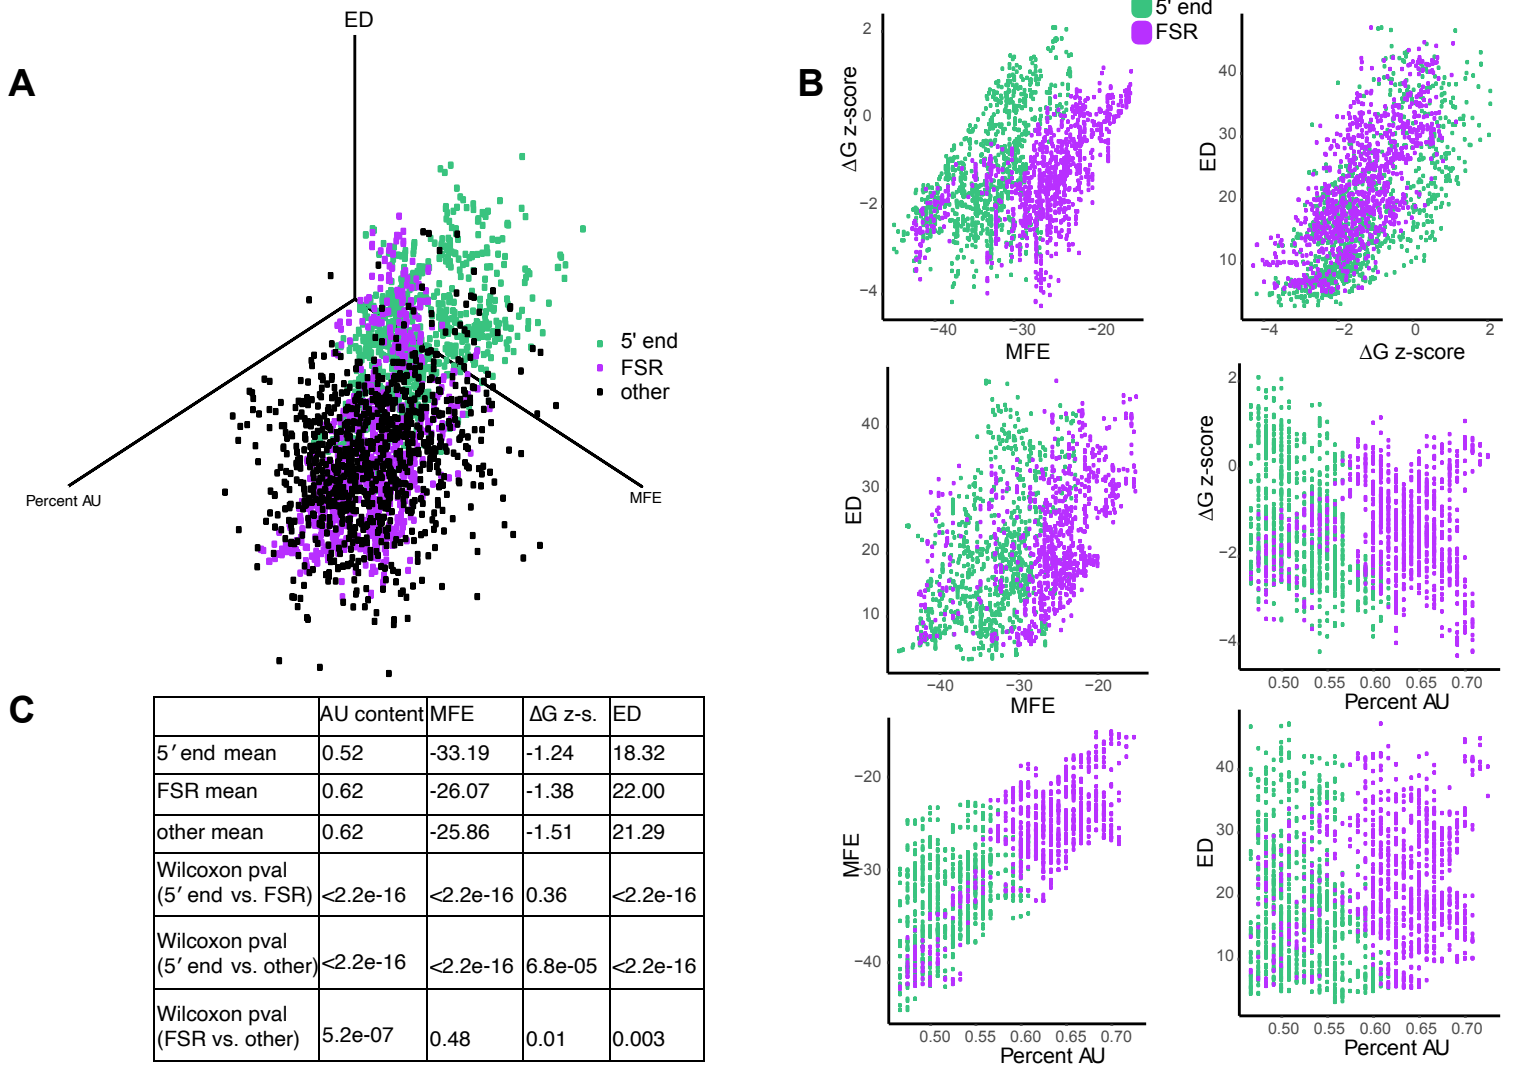 A
ED
Percent AU
MFE
5' end
FSR
other
B
5' end
FSR
ΔG z-score
2
0
−2
−4
−40
−30
−20
MFE
ED
40
30
20
10
−4
−2
0
2
ΔG z-score
ED
40
30
20
10
−40
−30
−20
MFE
ΔG z-score
2
0
−2
−4
0.50
0.55
0.60
0.65
0.70
Percent AU
MFE
−20
−30
−40
0.50
0.55
0.60
0.65
0.70
Percent AU
ED
40
30
20
10
0.50
0.55
0.60
0.65
0.70
Percent AU
C
AU content MFE ΔG z-s. ED
5′ end mean 0.52 -33.19 -1.24 18.32
FSR mean 0.62 -26.07 -1.38 22.00
other mean 0.62 -25.86 -1.51 21.29
Wilcoxon pval
(5′ end vs. FSR) <2.2e-16 <2.2e-16 0.36 <2.2e-16
Wilcoxon pval
(5′ end vs. other) <2.2e-16 <2.2e-16 6.8e-05 <2.2e-16
Wilcoxon pval
(FSR vs. other) 5.2e-07 0.48 0.01 0.003